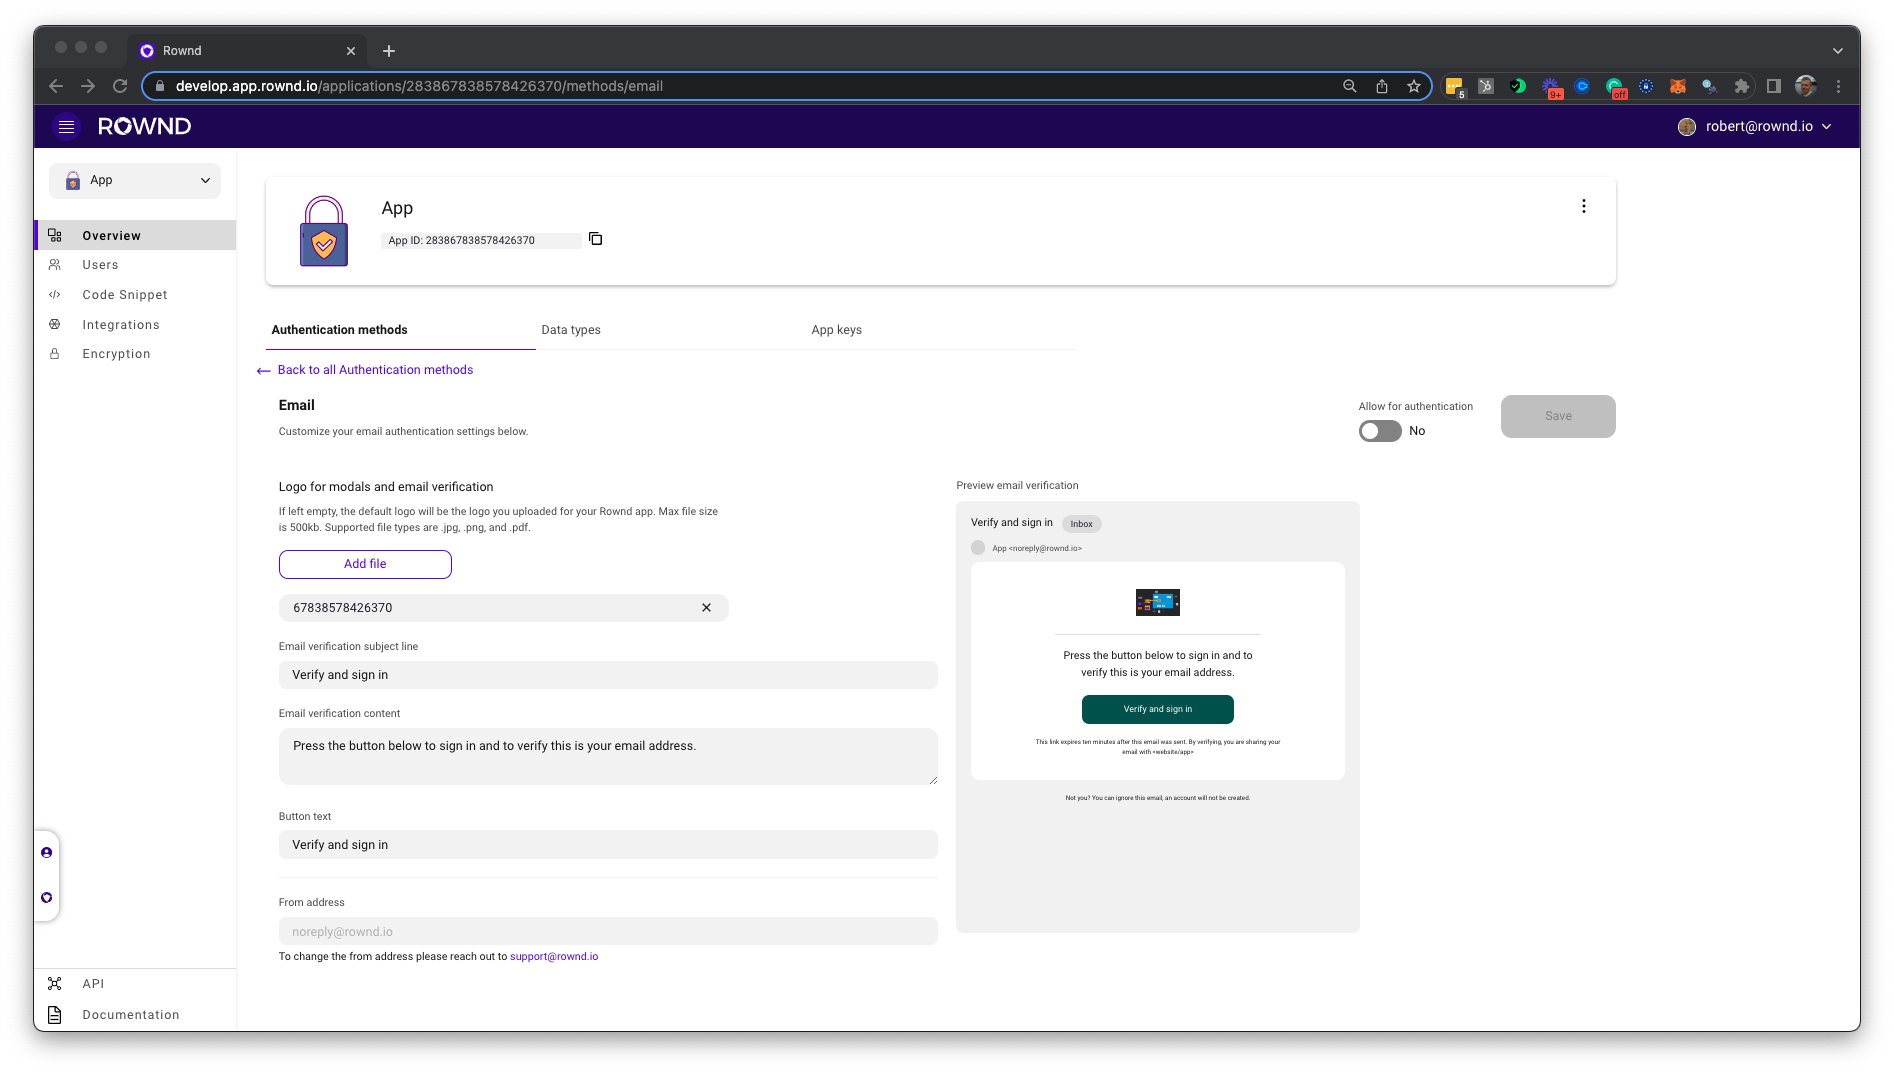 Rownd
develop.app.rownd.io/applications/283867838578426370/methods/email
5
9+
off
ROWND
robert@rownd.io
App
Overview
Users
Code Snippet
Integrations
Encryption
API
Documentation
App
App ID: 283867838578426370
Authentication methods
Data types
App keys
Back to all Authentication methods
Email
Customize your email authentication settings below.
Allow for authentication
No
Save
Logo for modals and email verification
If left empty, the default logo will be the logo you uploaded for your Rownd app. Max file size
is 500kb. Supported file types are .jpg, .png, and .pdf.
Add file
67838578426370
Email verification subject line
Verify and sign in
Email verification content
Press the button below to sign in and to verify this is your email address.
Button text
Verify and sign in
From address
noreply@rownd.io
To change the from address please reach out to support@rownd.io
Preview email verification
Verify and sign in
Inbox
App <noreply@rownd.io>
Press the button below to sign in and to
verify this is your email address.
Verify and sign in
This link expires ten minutes after this email was sent. By verifying, you are sharing your
email with <website/app>
Not you? You can ignore this email, an account will not be created.